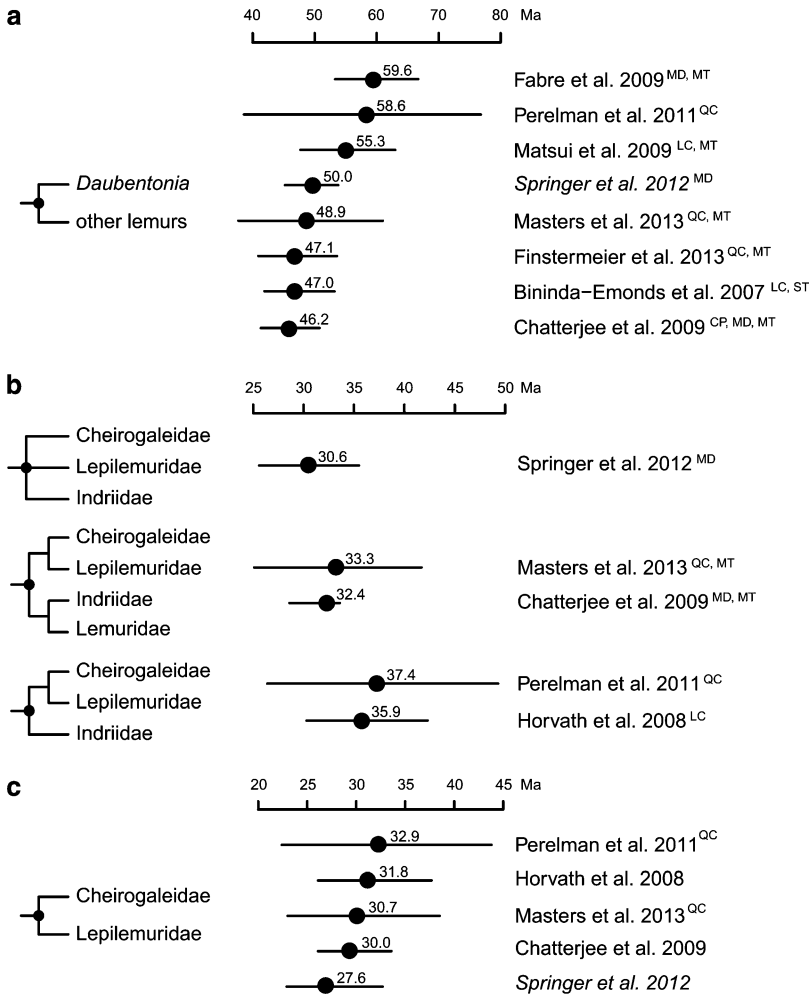 a
40 50 60 70 80 Ma
59.6 Fabre et al. 2009 MD, MT
58.6 Perelman et al. 2011 QC
55.3 Matsui et al. 2009 LC, MT
Daubentonia 50.0 Springer et al. 2012 MD
other lemurs 48.9 Masters et al. 2013 QC, MT
47.1 Finstermeier et al. 2013 QC, MT
47.0 Bininda−Emonds et al. 2007 LC, ST
46.2 Chatterjee et al. 2009 CP, MD, MT
b
25 30 35 40 45 50 Ma
Cheirogaleidae
Lepilemuridae 30.6 Springer et al. 2012 MD
Indriidae
Cheirogaleidae
Lepilemuridae 33.3 Masters et al. 2013 QC, MT
Indriidae 32.4 Chatterjee et al. 2009 MD, MT
Lemuridae
Cheirogaleidae
37.4 Perelman et al. 2011 QC
Lepilemuridae
35.9 Horvath et al. 2008 LC
Indriidae
c
20 25 30 35 40 45 Ma
32.9 Perelman et al. 2011 QC
31.8 Horvath et al. 2008
Cheirogaleidae
30.7 Masters et al. 2013 QC
Lepilemuridae
30.0 Chatterjee et al. 2009
27.6 Springer et al. 2012